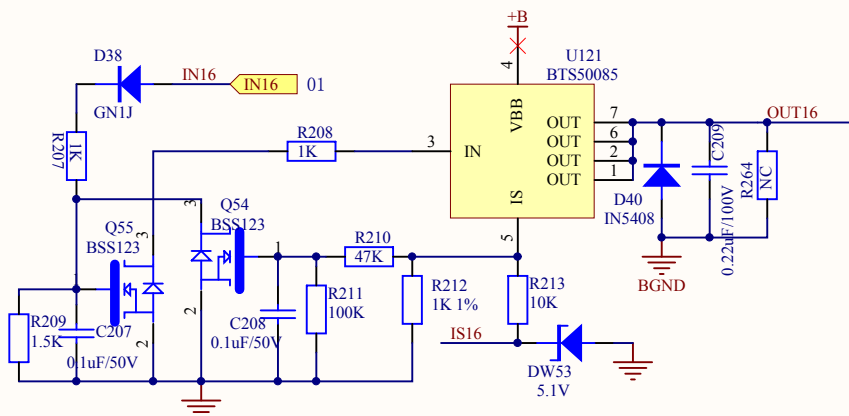 +B
D38
U121
BTS50085
IN16
IN16
01
4
GN1J
VBB
7
OUT
OUT16
R207
1K
R208
1K
3
IN
OUT
6
OUT
2
OUT
1
C209
0.22uF/100V
R264
NC
IS
D40
IN5408
3
Q54
BSS123
3
Q55
BSS123
5
1
R210
47K
1
BGND
R212
1K 1%
R213
10K
R211
100K
R209
1.5K
C207
0.1uF/50V
2
2
C208
0.1uF/50V
IS16
DW53
5.1V